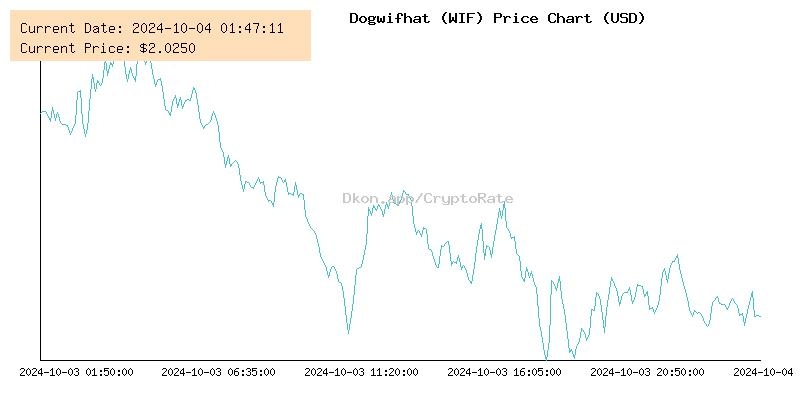 Dogwifhat (WIF) Price Chart (USD)
Current Date: 2024-10-04 01:47:11
Current Price: $2.0250
Dkon.App/CryptoRate
2024-10-03 01:50:00 2024-10-03 06:35:00 2024-10-03 11:20:00 2024-10-03 16:05:00 2024-10-03 20:50:00 2024-10-04